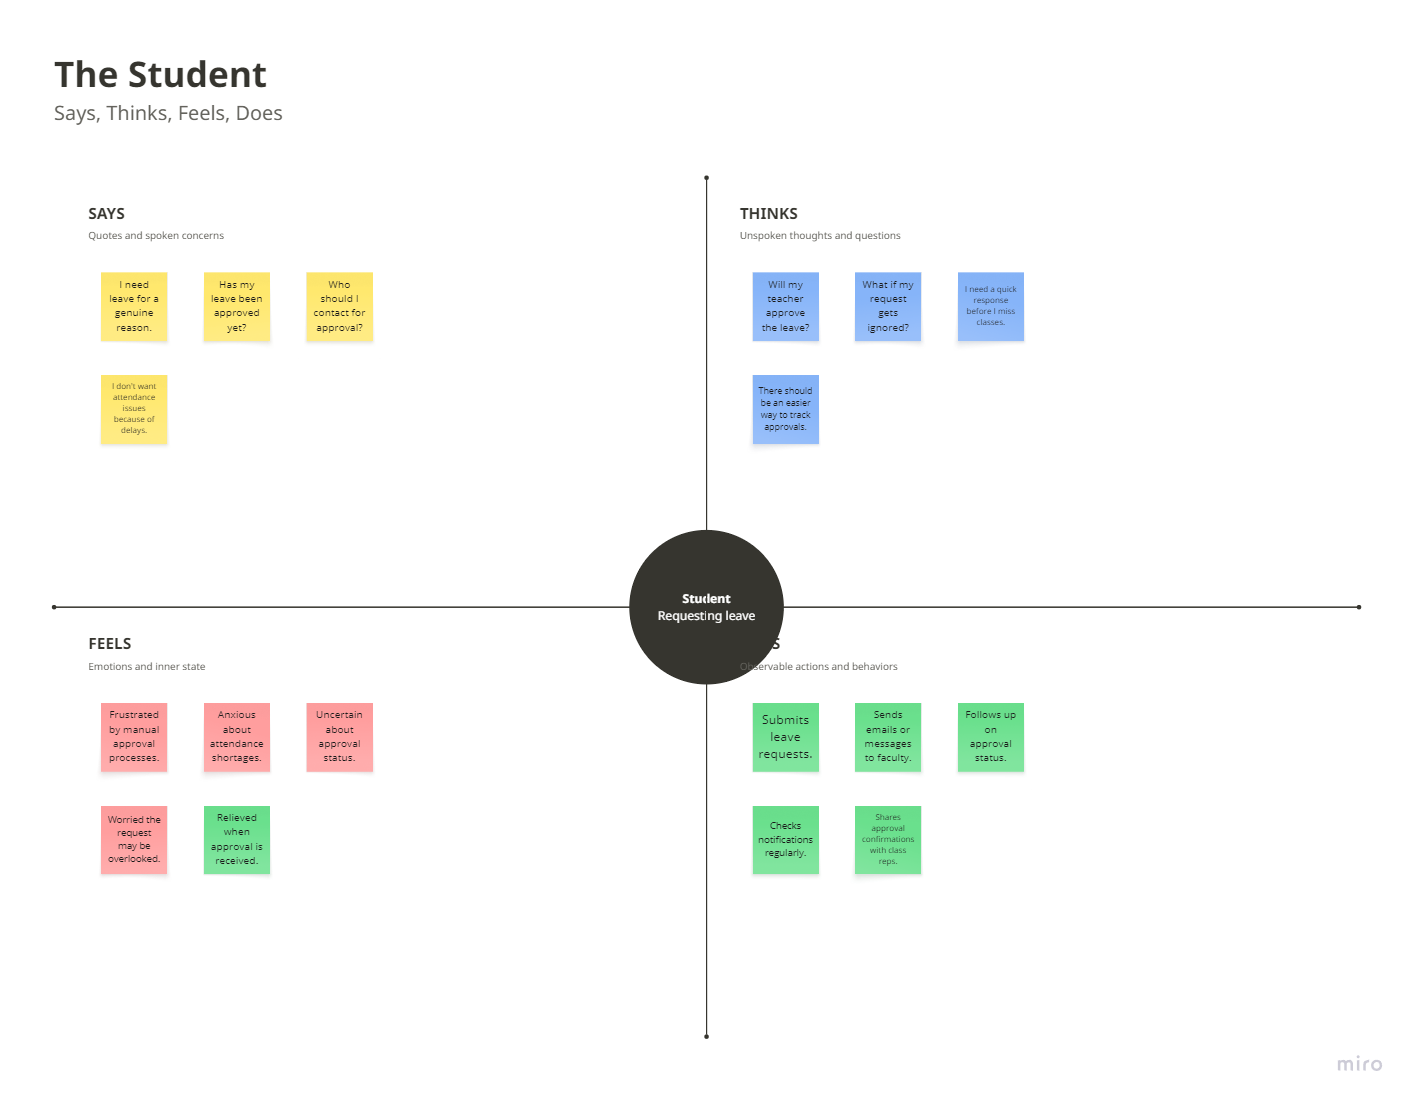 The Student
Says, Thinks, Feels, Does
SAYS
Quotes and spoken concerns
I need
leave for a
genuine
reason.
Has my
leave been
approved
yet?
Who
should I
contact for
approval?
I don't want
attendance
issues
because of
delays.
THINKS
Unspoken thoughts and questions
Will my
teacher
approve
the leave?
What if my
request
gets
ignored?
I need a quick
response
before I miss
classes.
There should
be an easier
way to track
approvals.
Student
Requesting leave
FEELS
Emotions and inner state
Frustrated
by manual
approval
processes.
Anxious
about
attendance
shortages.
Uncertain
about
approval
status.
Worried the
request
may be
overlooked.
Relieved
when
approval is
received.
S
Observable actions and behaviors
Submits
leave
requests.
Sends
emails or
messages
to faculty.
Follows up
on
approval
status.
Checks
notifications
regularly.
Shares
approval
confirmations
with class
reps.
miro